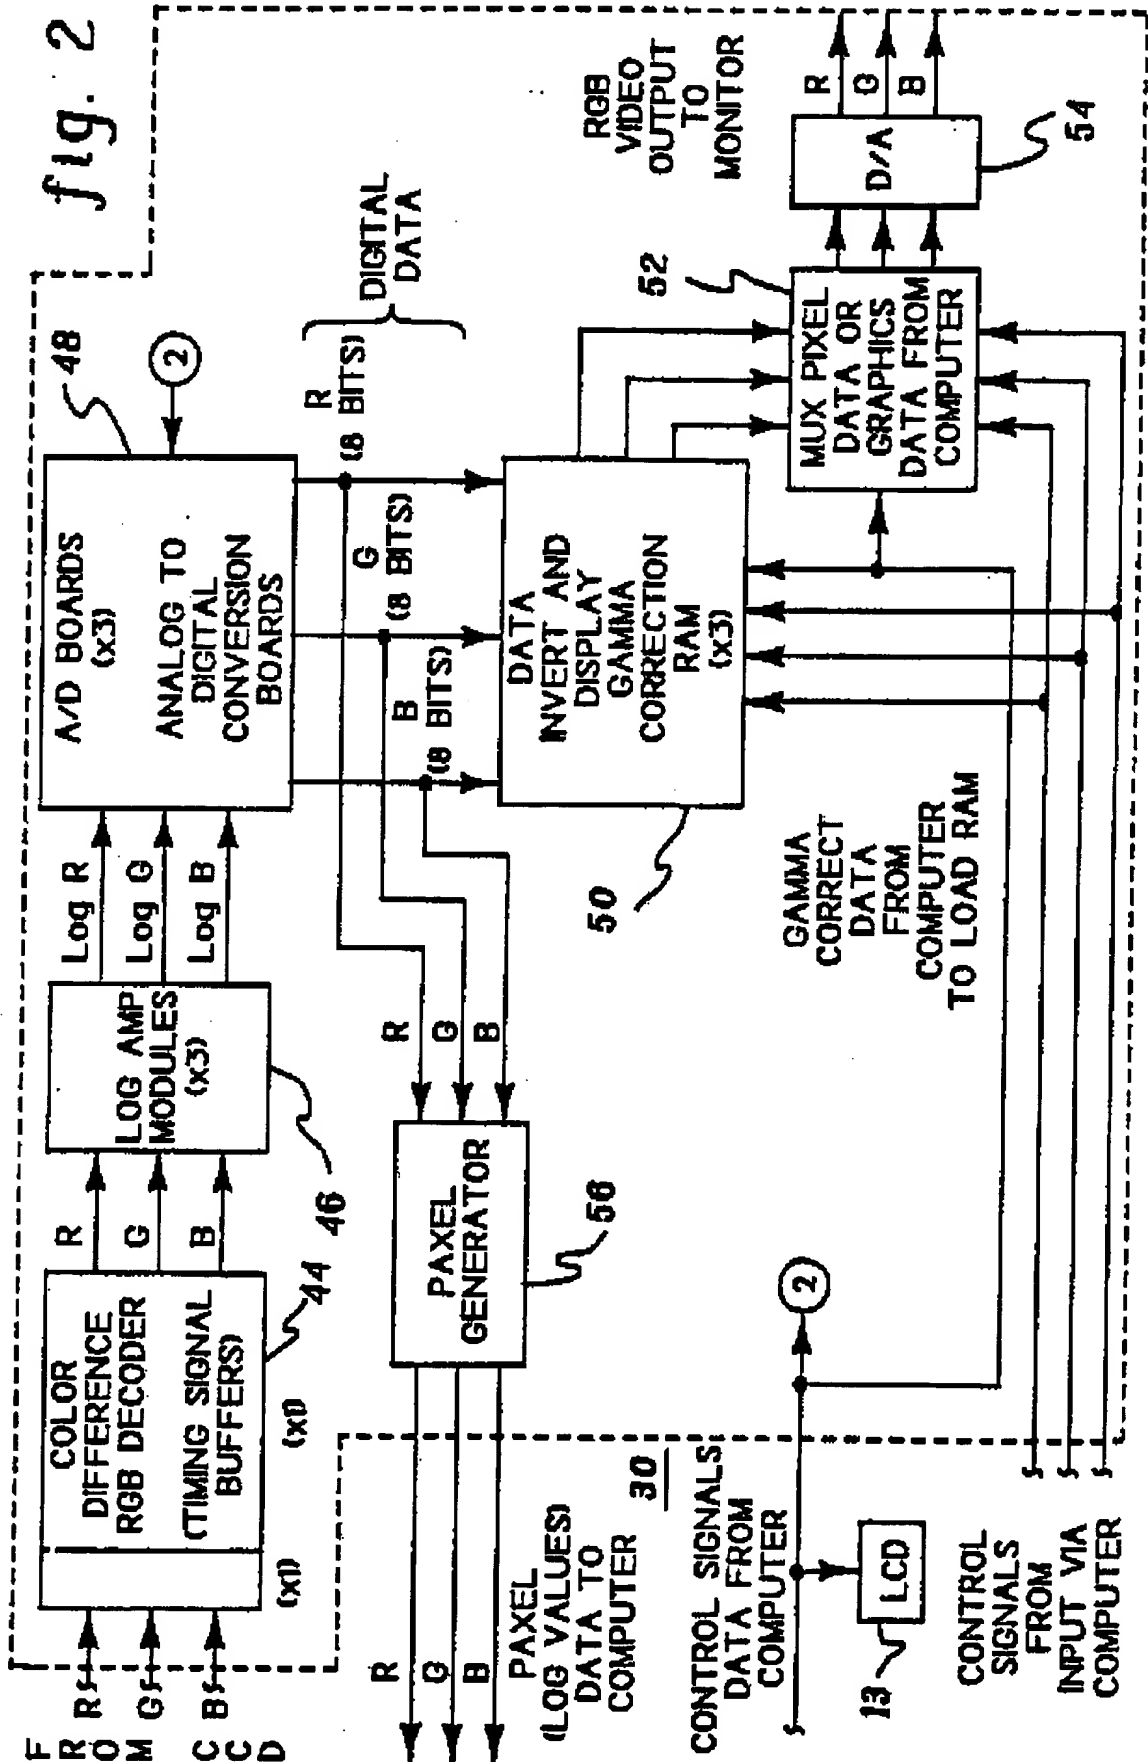 fig. 2
F
R
O
M
C
C
D
R
G
B
COLOR
DIFFERENCE
RGB DECODER
(TIMING SIGNAL
BUFFERS)
(x1)
(x1)
44
R
G
B
LOG AMP
MODULES
(x3)
46
Log R
Log G
Log B
A/D BOARDS
(x3)
ANALOG TO
DIGITAL
CONVERSION
BOARDS
48
2
R
(8 BITS)
G
(8 BITS)
B
(8 BITS)
DIGITAL
DATA
R
G
B
PAXEL
GENERATOR
56
R
G
B
PAXEL
(LOG VALUES)
DATA TO
COMPUTER
30
DATA
INVERT AND
DISPLAY
GAMMA
CORRECTION
RAM
(x3)
50
MUX PIXEL
DATA OR
GRAPHICS
DATA FROM
COMPUTER
52
D/A
54
R
G
B
RGB
VIDEO
OUTPUT
TO
MONITOR
GAMMA
CORRECT
DATA
FROM
COMPUTER
TO LOAD RAM
CONTROL SIGNALS
DATA FROM
COMPUTER
2
LCD
13
CONTROL
SIGNALS
FROM
INPUT VIA
COMPUTER